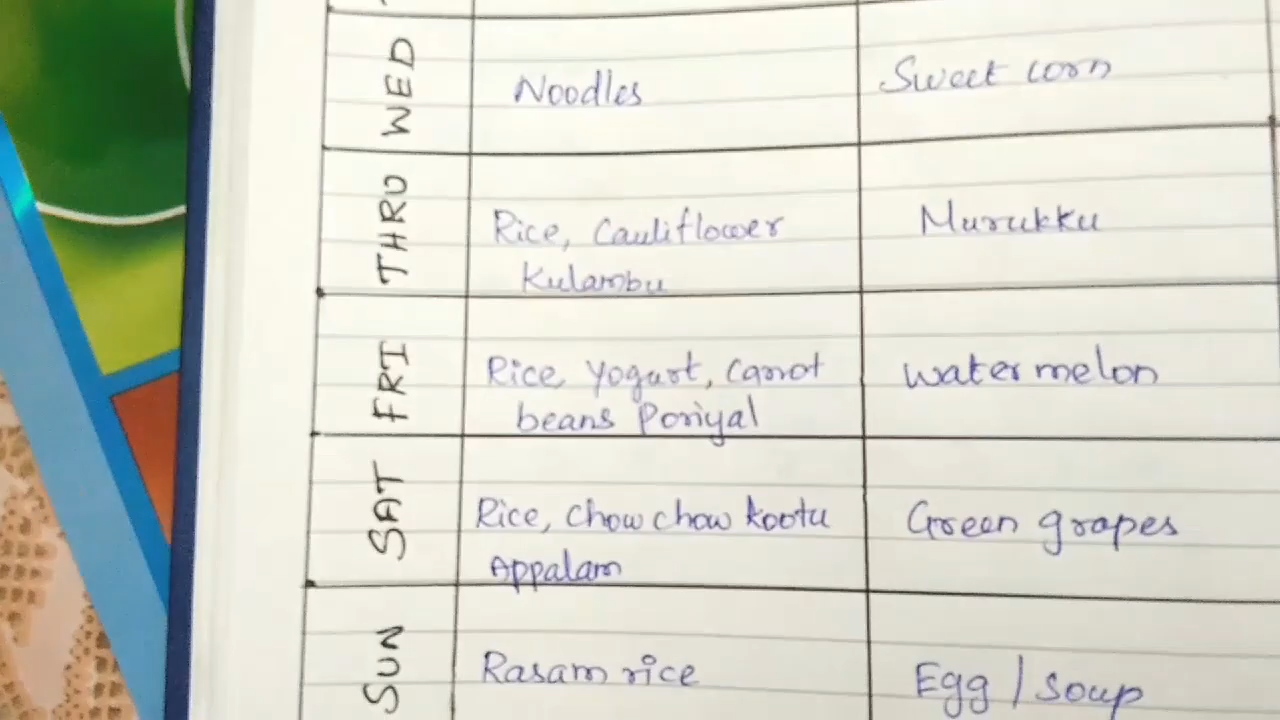 WED Noodles Sweet corn
THRU Rice, Cauliflower Murukku
Kulambu
FRI Rice, Yogurt, Carrot Watermelon
beans Poriyal
SAT Rice, Chow chow kootu Green grapes
Appalam
SUN Rasam rice Egg / soup